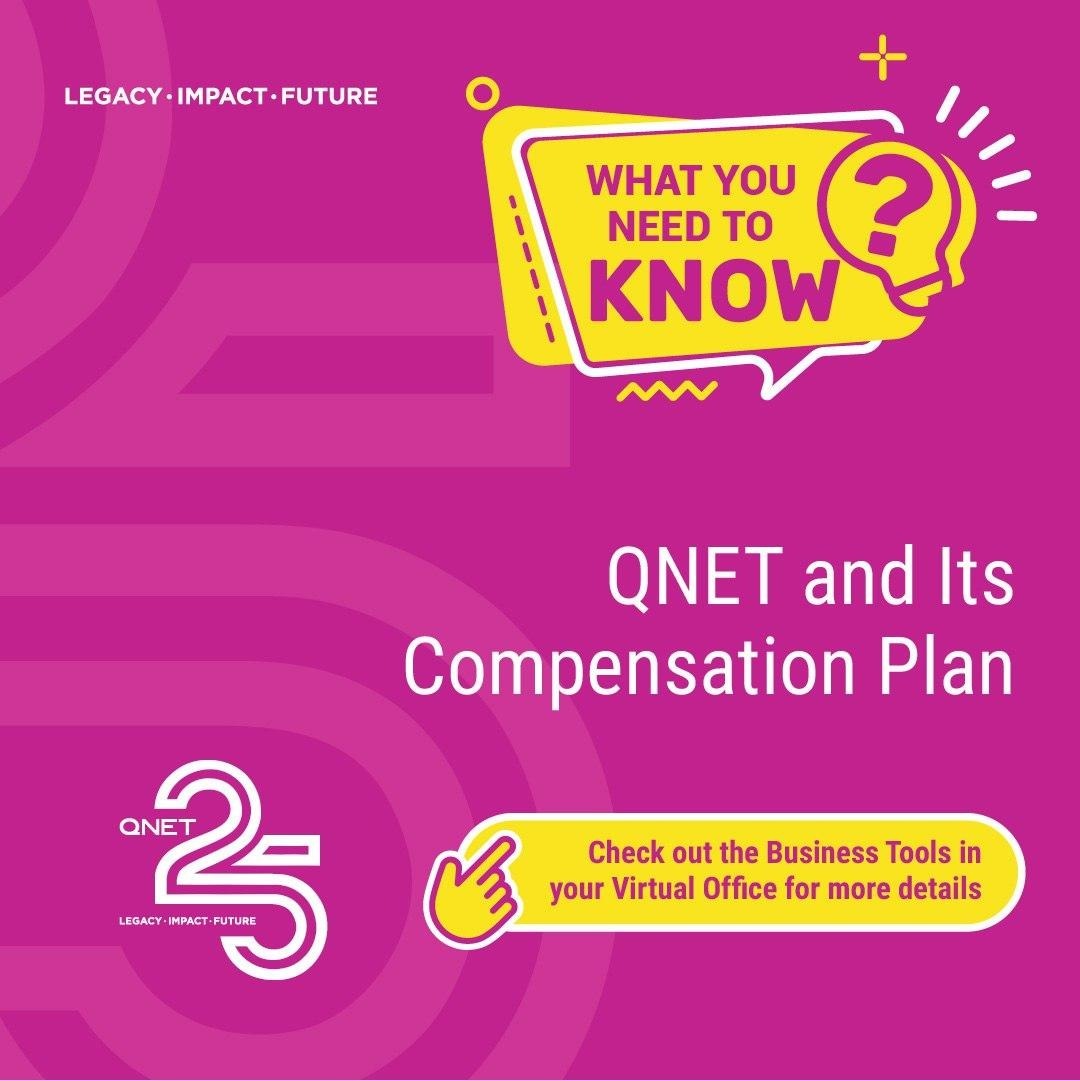 LEGACY · IMPACT · FUTURE
WHAT YOU
NEED TO
KNOW
?
QNET and Its
Compensation Plan
QNET
25
LEGACY · IMPACT · FUTURE
Check out the Business Tools in
your Virtual Office for more details